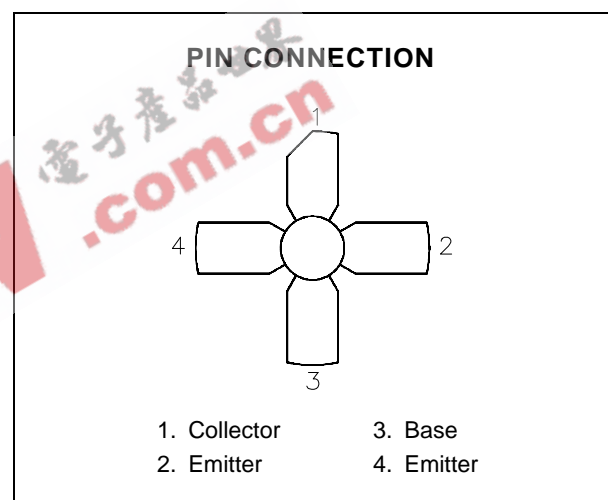 PIN CONNECTION
電子產品世界
.com.cn
1
4
2
3
1. Collector
3. Base
2. Emitter
4. Emitter